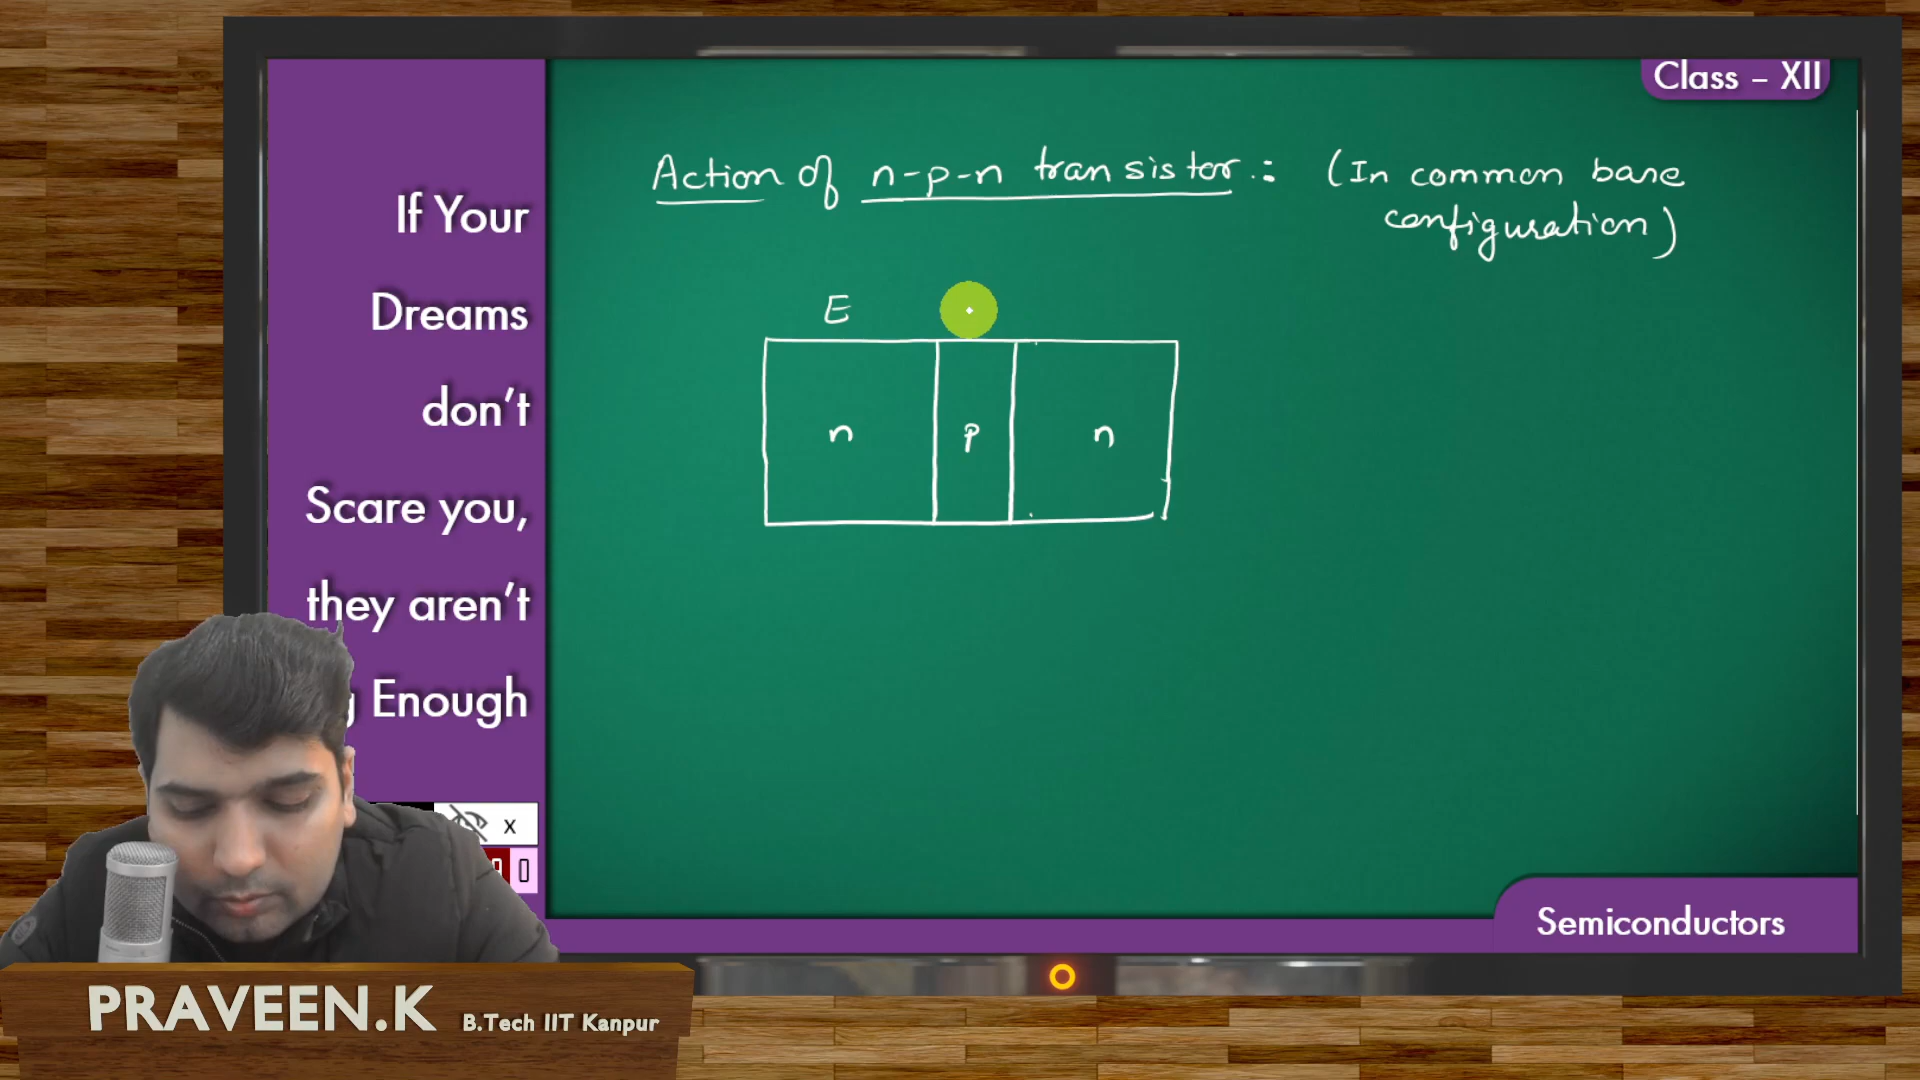 Class – XII
Action of n-p-n transistor :- (In common base
configuration)
If Your
Dreams
don't
Scare you,
they aren't
Enough
E
n p n
x
0
Semiconductors
PRAVEEN.K B.Tech IIT Kanpur